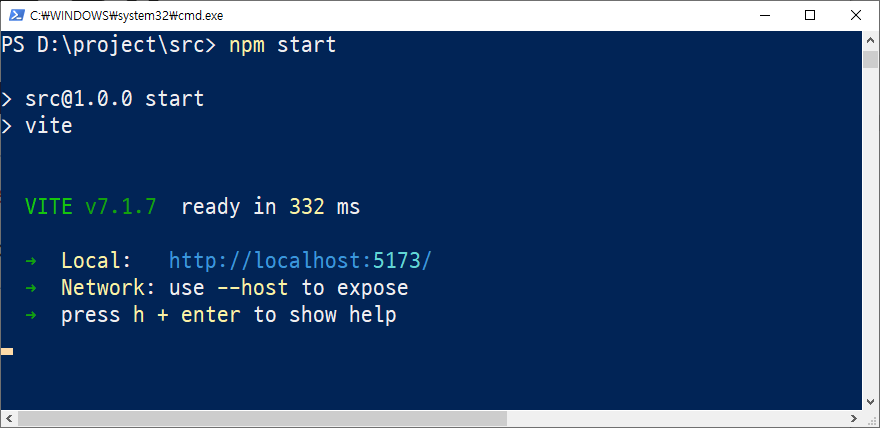 C:₩WINDOWS₩system32₩cmd.exe
PS D:\project\src> npm start
> src@1.0.0 start
> vite
VITE v7.1.7 ready in 332 ms
➜ Local: http://localhost:5173/
➜ Network: use --host to expose
➜ press h + enter to show help